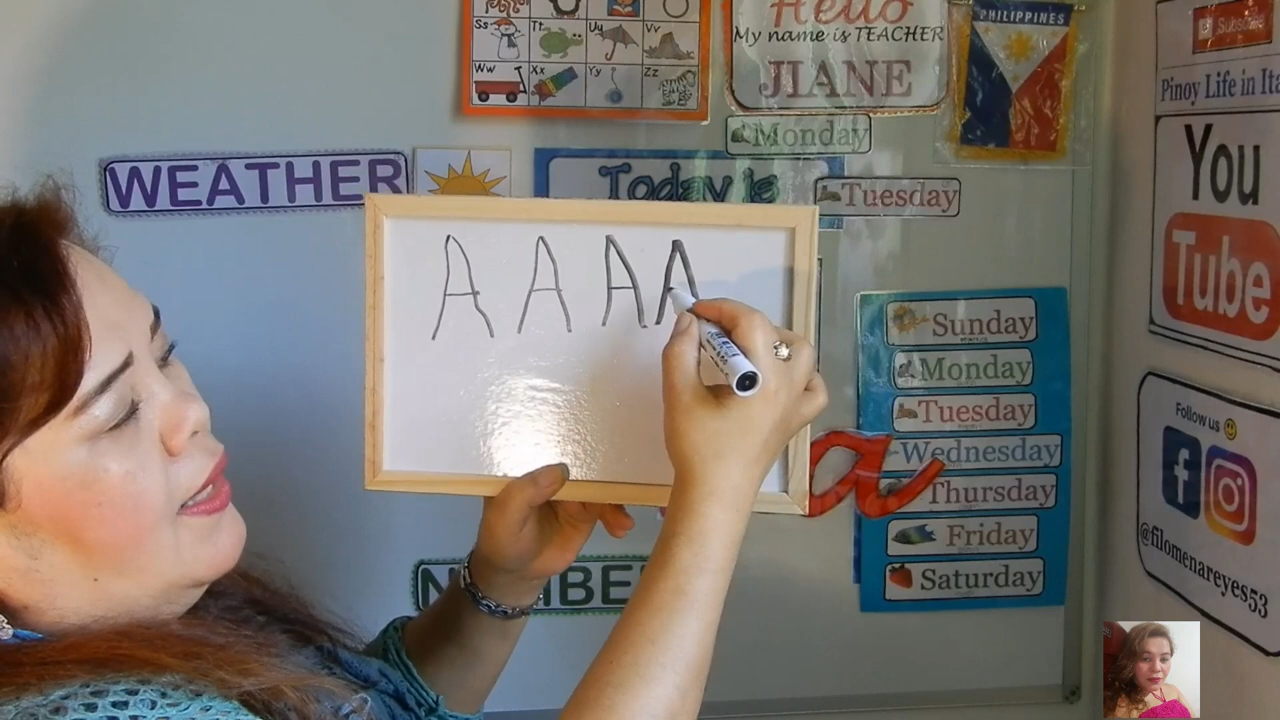 Ss Tt Uu Vv
Ww Xx Yy Zz
Hello
My name is TEACHER
JIANE
PHILIPPINES
Subscribe
Pinoy Life in Ita
You
Tube
Monday
WEATHER
Today is
Tuesday
A A A A
Sunday
Monday
Tuesday
Wednesday
Thursday
Friday
Saturday
a
Follow us
@filomenareyes53